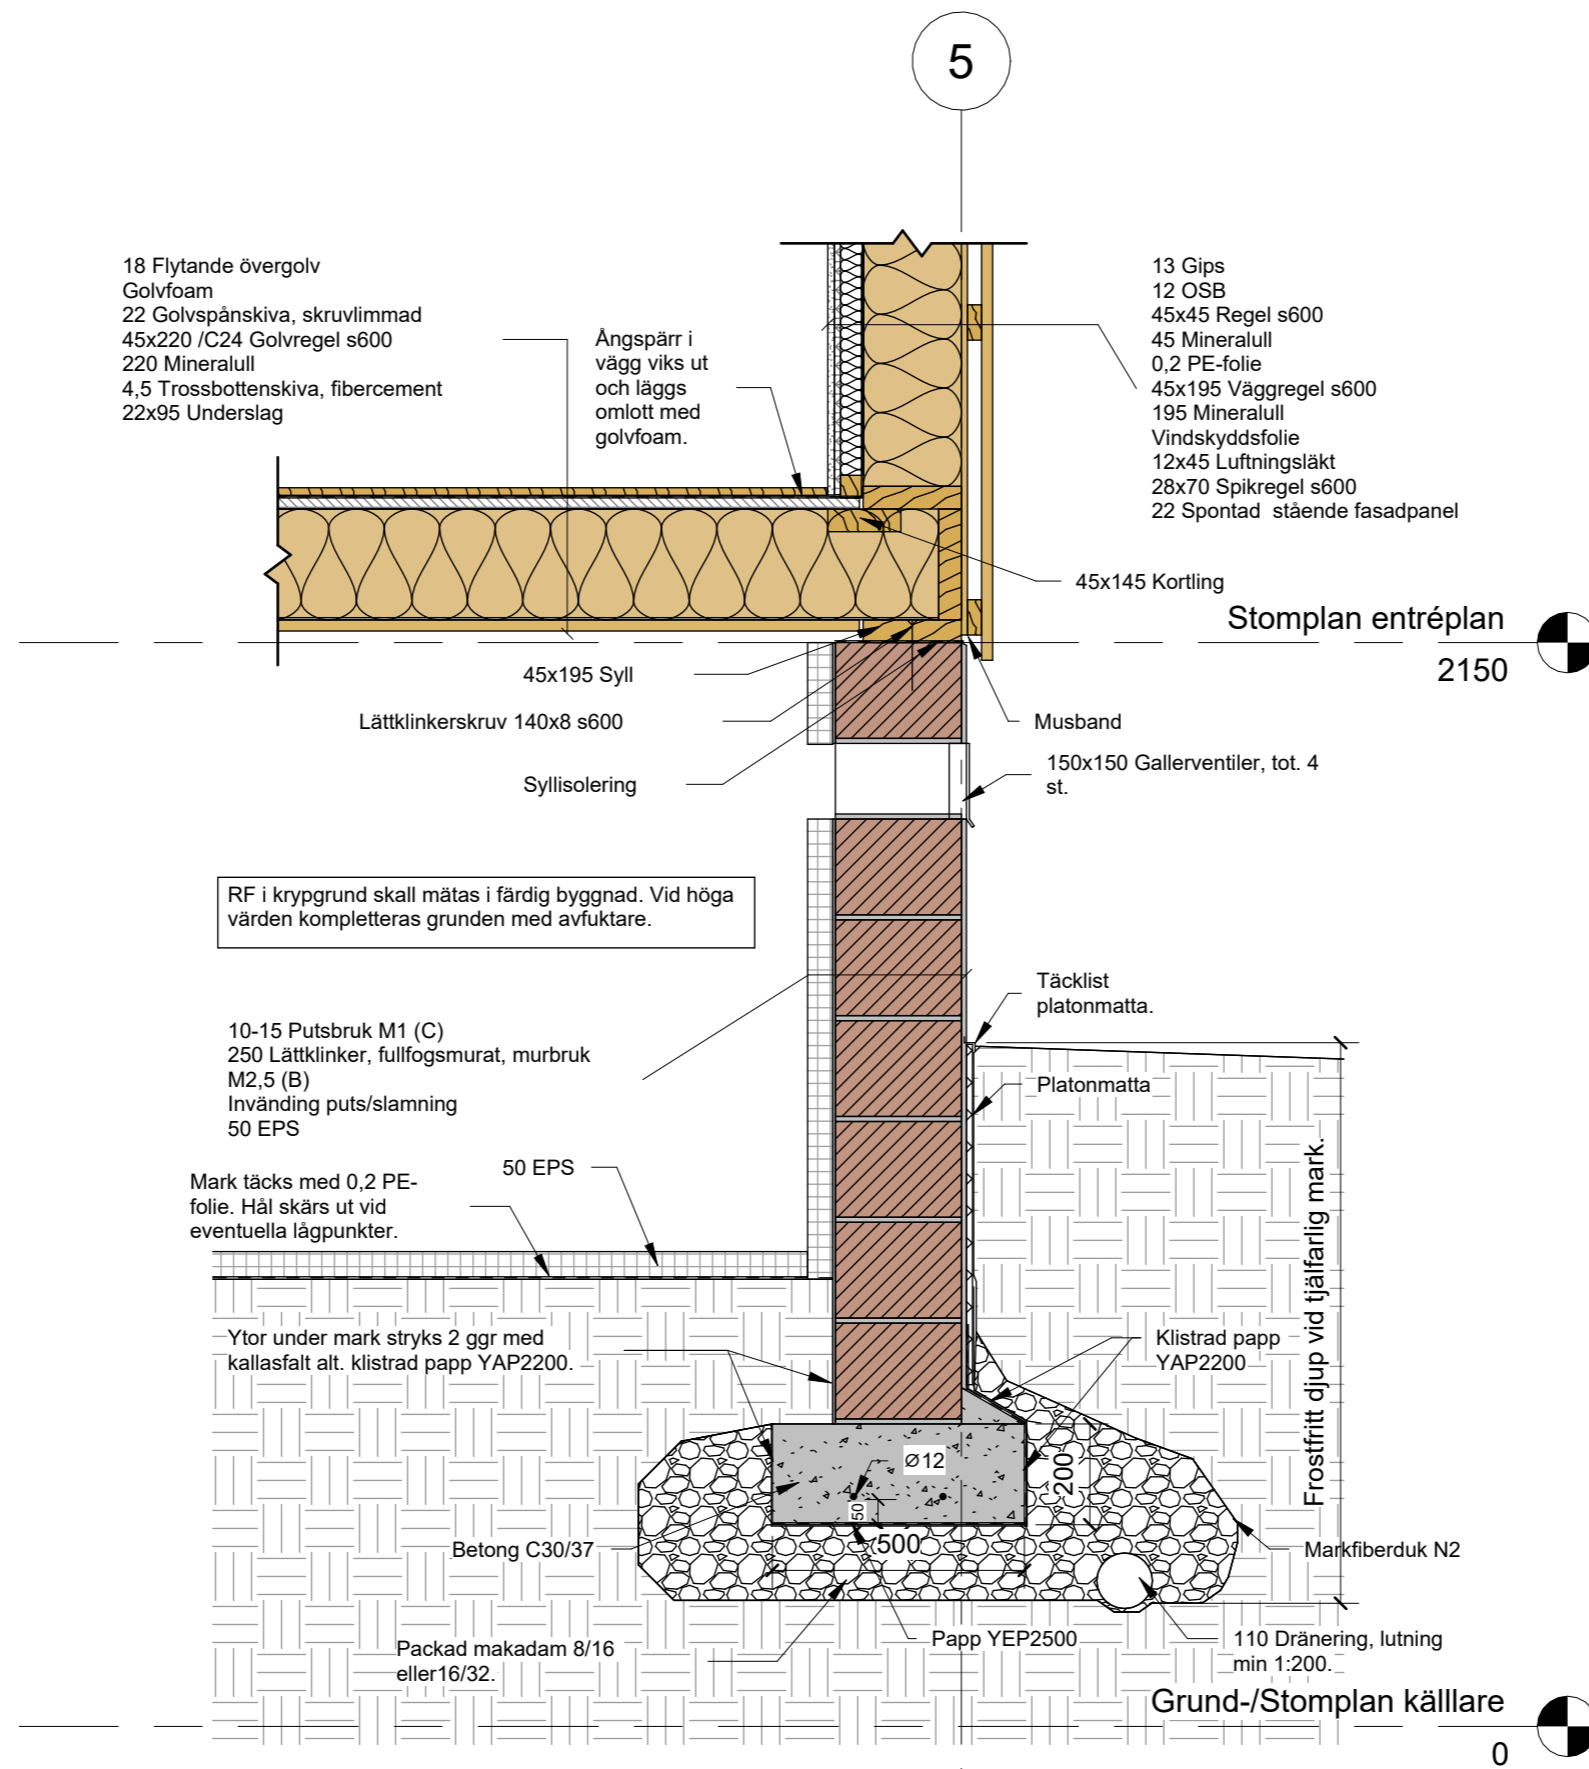 5
18 Flytande övergolv
Golvfoam
22 Golvspånskiva, skruvlimmad
45x220 /C24 Golvregel s600
220 Mineralull
4,5 Trossbottenskiva, fibercement
22x95 Underslag
Ångspärr i
vägg viks ut
och läggs
omlott med
golvfoam.
13 Gips
12 OSB
45x45 Regel s600
45 Mineralull
0,2 PE-folie
45x195 Väggregel s600
195 Mineralull
Vindskyddsfolie
12x45 Luftningsläkt
28x70 Spikregel s600
22 Spontad stående fasadpanel
45x145 Kortling
Stomplan entréplan
2150
45x195 Syll
Lättklinkerskruv 140x8 s600
Syllisolering
Musband
150x150 Gallerventiler, tot. 4
st.
RF i krypgrund skall mätas i färdig byggnad. Vid höga
värden kompletteras grunden med avfuktare.
10-15 Putsbruk M1 (C)
250 Lättklinker, fullfogsmurat, murbruk
M2,5 (B)
Invänding puts/slamning
50 EPS
Täcklist
platonmatta.
Platonmatta
50 EPS
Mark täcks med 0,2 PE-
folie. Hål skärs ut vid
eventuella lågpunkter.
Frostfritt djup vid tjälfarlig mark.
Ytor under mark stryks 2 ggr med
kallasfalt alt. klistrad papp YAP2200.
Klistrad papp
YAP2200
Ø12
50
200
500
Betong C30/37
Markfiberduk N2
Packad makadam 8/16
eller16/32.
Papp YEP2500
110 Dränering, lutning
min 1:200.
Grund-/Stomplan källlare
0